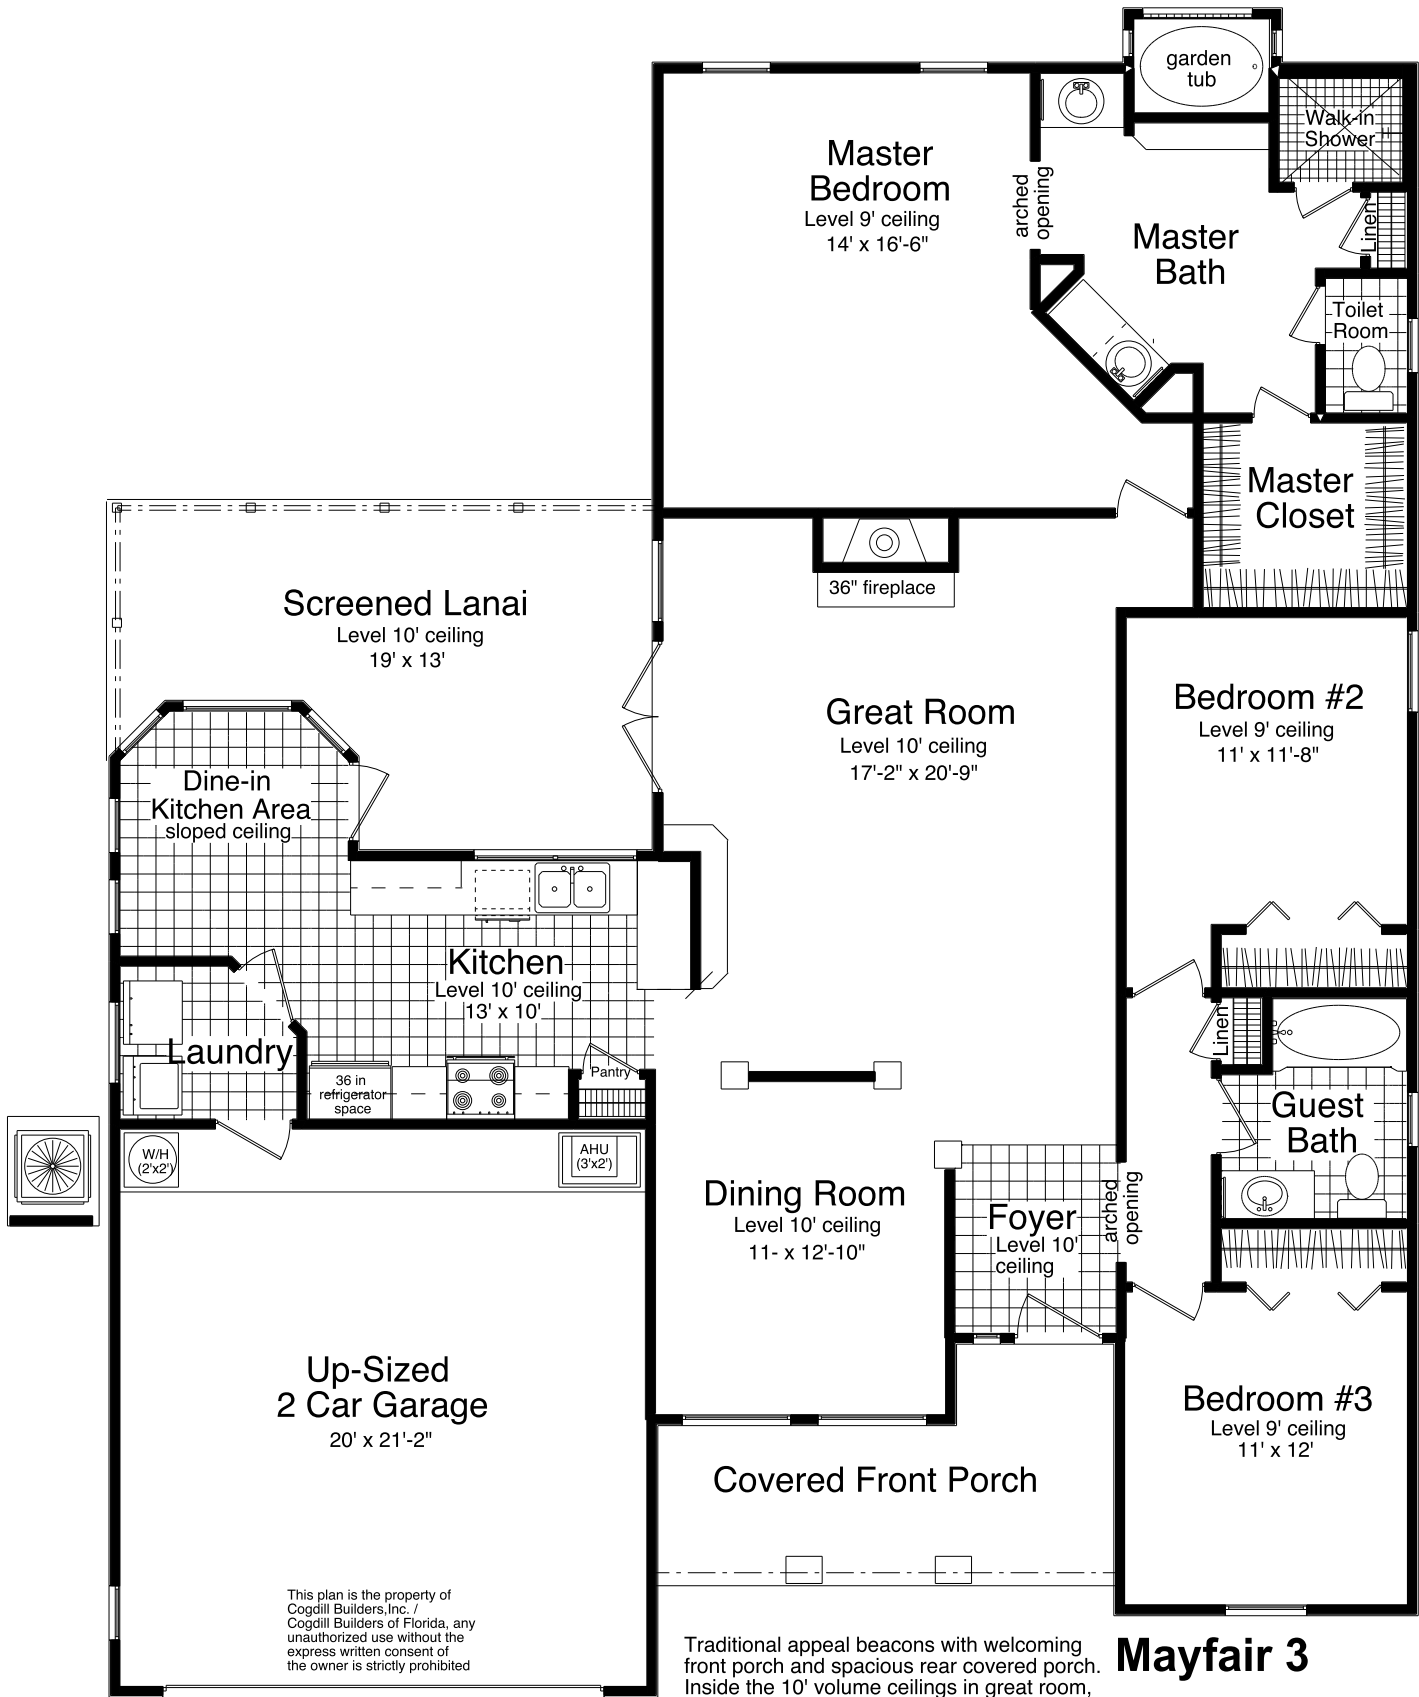 garden
tub
Walk-in
Shower
Master
Bedroom
Level 9' ceiling
14' x 16'-6"
arched
opening
Master
Bath
Linen
Toilet
Room
Master
Closet
36" fireplace
Screened Lanai
Level 10' ceiling
19' x 13'
Great Room
Level 10' ceiling
17'-2" x 20'-9"
Bedroom #2
Level 9' ceiling
11' x 11'-8"
Dine-in
Kitchen Area
sloped ceiling
Kitchen
Level 10' ceiling
13' x 10'
Laundry
36 in
refrigerator
space
Pantry
Linen
Guest
Bath
W/H
(2'x2')
AHU
(3'x2')
Dining Room
Level 10' ceiling
11- x 12'-10"
Foyer
Level 10'
ceiling
arched
opening
Up-Sized
2 Car Garage
20' x 21'-2"
Bedroom #3
Level 9' ceiling
11' x 12'
Covered Front Porch
This plan is the property of
Cogdill Builders,Inc. /
Cogdill Builders of Florida, any
unauthorized use without the
express written consent of
the owner is strictly prohibited
Traditional appeal beacons with welcoming
front porch and spacious rear covered porch.
Inside the 10' volume ceilings in great room,
Mayfair 3